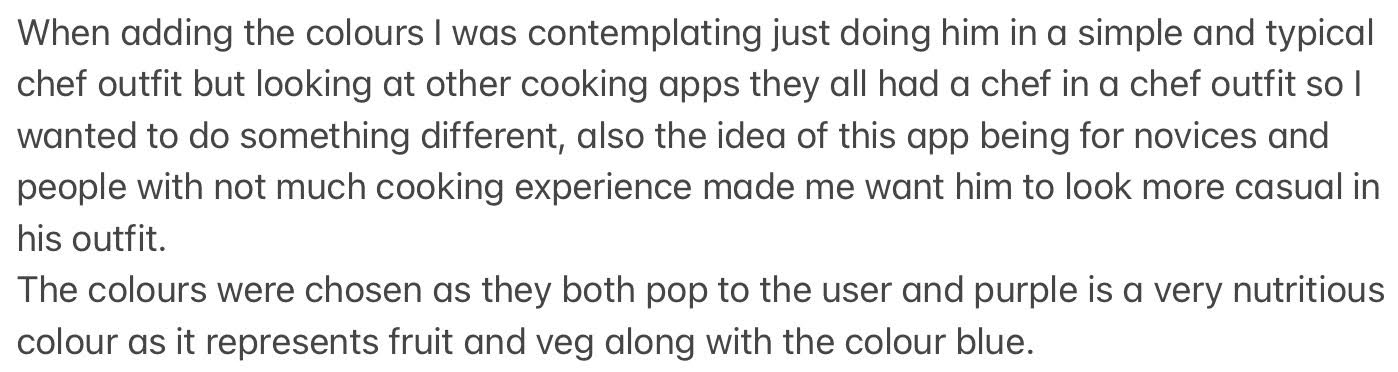 When adding the colours I was contemplating just doing him in a simple and typical
chef outfit but looking at other cooking apps they all had a chef in a chef outfit so I
wanted to do something different, also the idea of this app being for novices and
people with not much cooking experience made me want him to look more casual in
his outfit.
The colours were chosen as they both pop to the user and purple is a very nutritious
colour as it represents fruit and veg along with the colour blue.